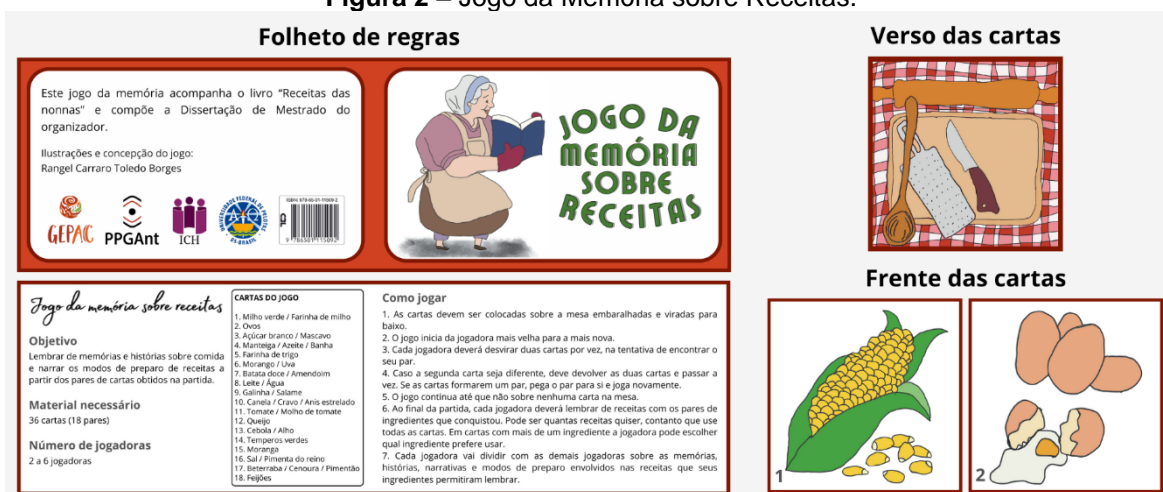 Figura 2 – Jogo da Memória sobre Receitas.
Folheto de regras
Este jogo da memória acompanha o livro "Receitas das
nonnas" e compõe a Dissertação de Mestrado do
organizador.
Ilustrações e concepção do jogo:
Rangel Carraro Toledo Borges
GEPAC
PPGAnt
ICH
UNIVERSIDADE FEDERAL DE PELOTAS
RS-BRASIL
JOGO DA
MEMÓRIA
SOBRE
RECEITAS
Jogo da memória sobre receitas
Objetivo
Lembrar de memórias e histórias sobre comida
e narrar os modos de preparo de receitas a
partir dos pares de cartas obtidos na partida.
Material necessário
36 cartas (18 pares)
Número de jogadoras
2 a 6 jogadoras
CARTAS DO JOGO
1. Milho verde / Farinha de milho
2. Ovos
3. Açúcar branco / Mascavo
4. Manteiga / Azeite / Banha
5. Farinha de trigo
6. Morango / Uva
7. Batata doce / Amendoim
8. Leite / Água
9. Galinha / Salame
10. Canela / Cravo / Anis estrelado
11. Tomate / Molho de tomate
12. Queijo
13. Cebola / Alho
14. Temperos verdes
15. Moranga
16. Sal / Pimenta do reino
17. Beterraba / Cenoura / Pimentão
18. Feijões
Como jogar
1. As cartas devem ser colocadas sobre a mesa embaralhadas e viradas para
baixo.
2. O jogo inicia da jogadora mais velha para a mais nova.
3. Cada jogadora deverá desvirar duas cartas por vez, na tentativa de encontrar o
seu par.
4. Caso a segunda carta seja diferente, deve devolver as duas cartas e passar a
vez. Se as cartas formarem um par, pega o par para si e joga novamente.
5. O jogo continua até que não sobre nenhuma carta na mesa.
6. Ao final da partida, cada jogadora deverá lembrar de receitas com os pares de
ingredientes que conquistou. Pode ser quantas receitas quiser, contanto que use
todas as cartas. Em cartas com mais de um ingrediente a jogadora pode escolher
qual ingrediente prefere usar.
7. Cada jogadora vai dividir com as demais jogadoras sobre as memórias,
histórias, narrativas e modos de preparo envolvidos nas receitas que seus
ingredientes permitiram lembrar.
Verso das cartas
Frente das cartas
1
2